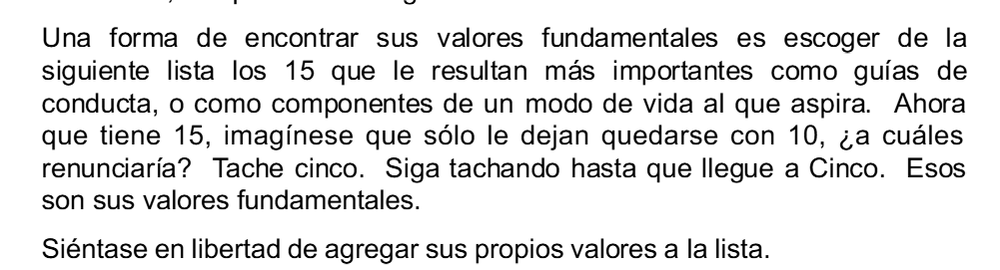 Una forma de encontrar sus valores fundamentales es escoger de la
siguiente lista los 15 que le resultan más importantes como guías de
conducta, o como componentes de un modo de vida al que aspira. Ahora
que tiene 15, imagínese que sólo le dejan quedarse con 10, ¿a cuáles
renunciaría? Tache cinco. Siga tachando hasta que llegue a Cinco. Esos
son sus valores fundamentales.
Siéntase en libertad de agregar sus propios valores a la lista.